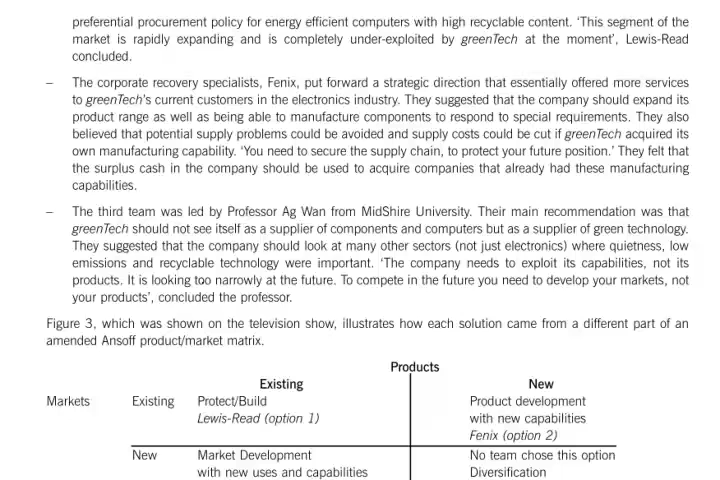 preferential procurement policy for energy efficient computers with high recyclable content. ‘This segment of the
market is rapidly expanding and is completely under-exploited by greenTech at the moment’, Lewis-Read
concluded.
– The corporate recovery specialists, Fenix, put forward a strategic direction that essentially offered more services
to greenTech’s current customers in the electronics industry. They suggested that the company should expand its
product range as well as being able to manufacture components to respond to special requirements. They also
believed that potential supply problems could be avoided and supply costs could be cut if greenTech acquired its
own manufacturing capability. ‘You need to secure the supply chain, to protect your future position.’ They felt that
the surplus cash in the company should be used to acquire companies that already had these manufacturing
capabilities.
– The third team was led by Professor Ag Wan from MidShire University. Their main recommendation was that
greenTech should not see itself as a supplier of components and computers but as a supplier of green technology.
They suggested that the company should look at many other sectors (not just electronics) where quietness, low
emissions and recyclable technology were important. ‘The company needs to exploit its capabilities, not its
products. It is looking too narrowly at the future. To compete in the future you need to develop your markets, not
your products’, concluded the professor.
Figure 3, which was shown on the television show, illustrates how each solution came from a different part of an
amended Ansoff product/market matrix.
Products
Existing New
Markets Existing Protect/Build Product development
Lewis-Read (option 1) with new capabilities
Fenix (option 2)
New Market Development No team chose this option
with new uses and capabilities Diversification